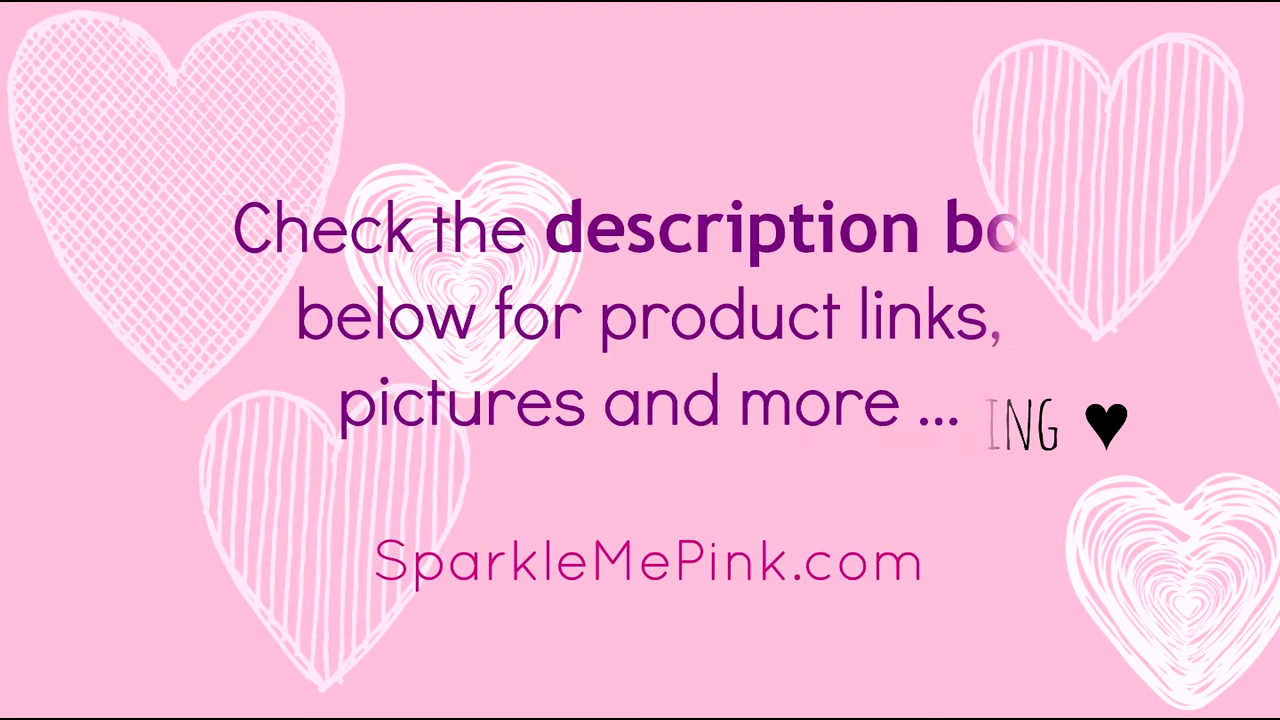 Check the description bo
below for product links,
pictures and more ...
ING ♥
SparkleMePink.com